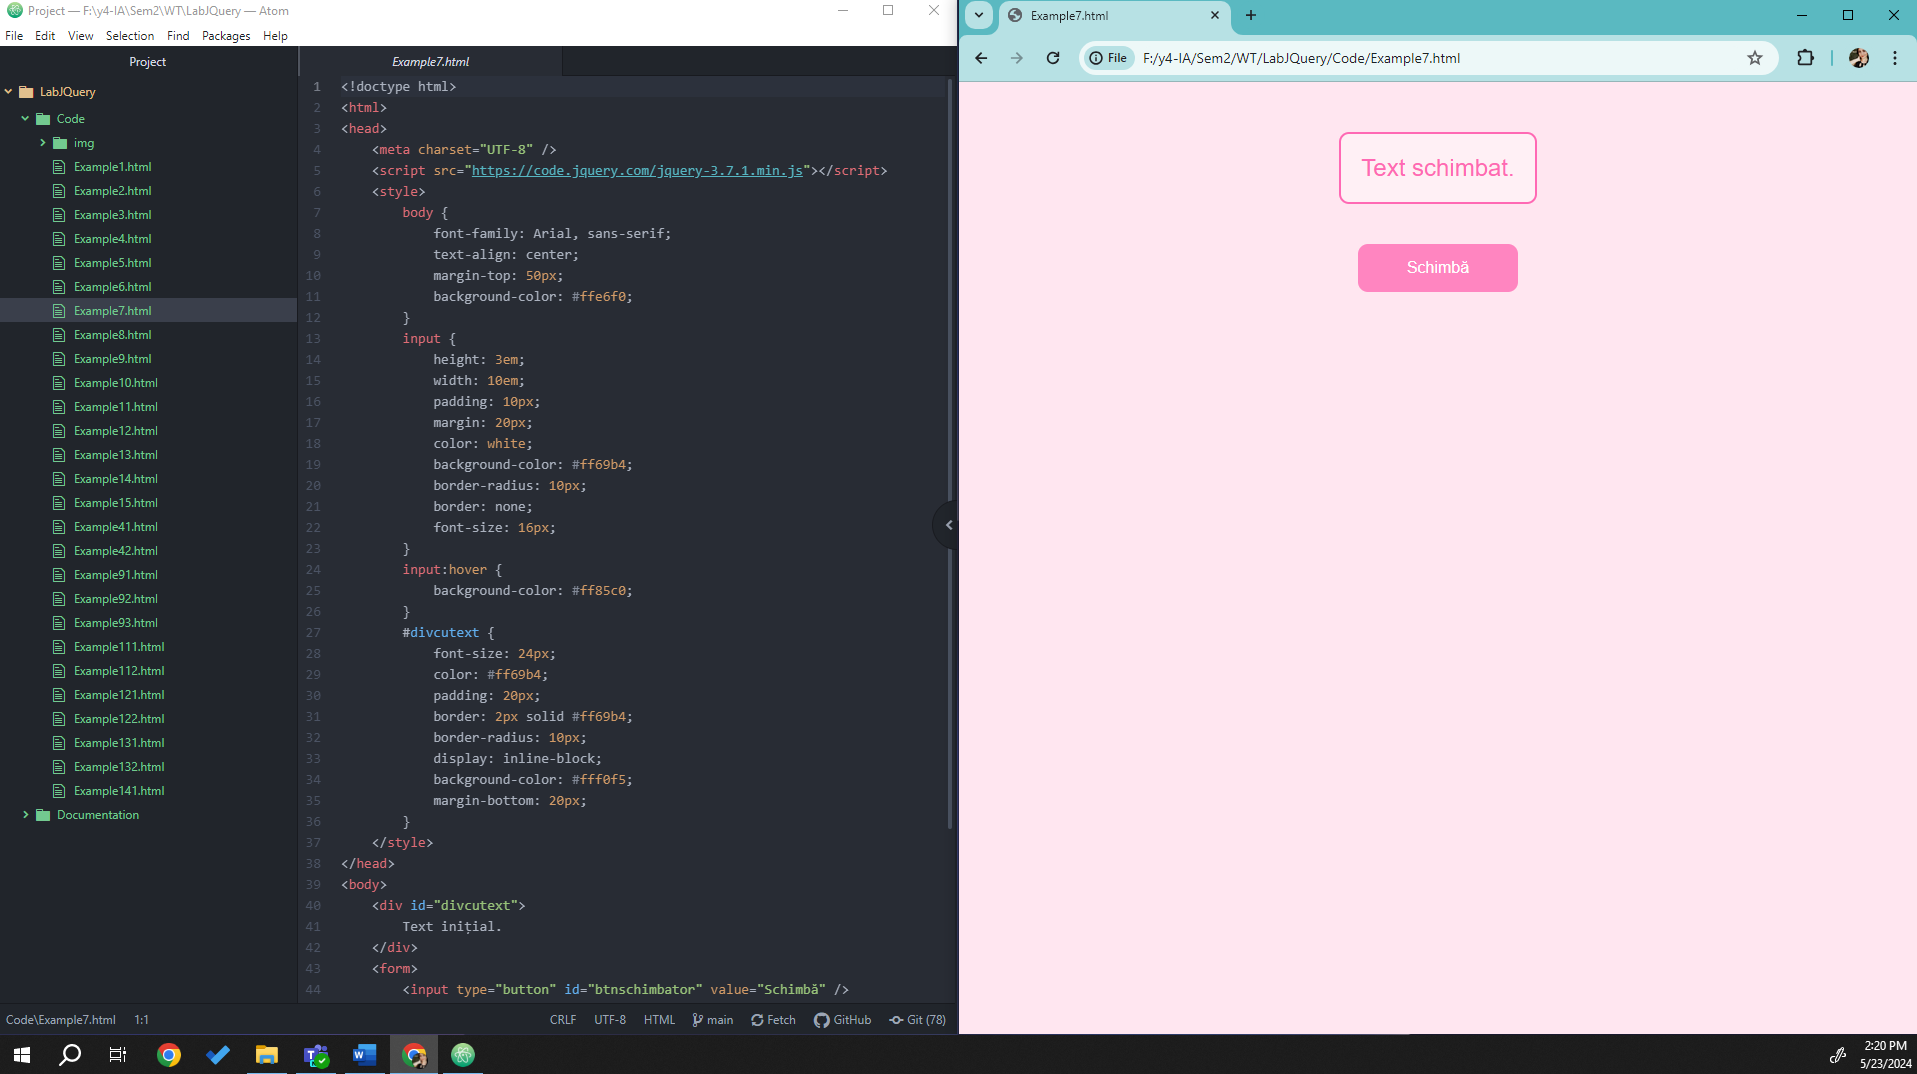 Project — F:\y4-IA\Sem2\WT\LabJQuery — Atom
File Edit View Selection Find Packages Help
Project
LabJQuery
Code
img
Example1.html
Example2.html
Example3.html
Example4.html
Example5.html
Example6.html
Example7.html
Example8.html
Example9.html
Example10.html
Example11.html
Example12.html
Example13.html
Example14.html
Example15.html
Example41.html
Example42.html
Example91.html
Example92.html
Example93.html
Example111.html
Example112.html
Example121.html
Example122.html
Example131.html
Example132.html
Example141.html
Documentation
Example7.html
1 <!doctype html>
2 <html>
3 <head>
4 <meta charset="UTF-8" />
5 <script src="https://code.jquery.com/jquery-3.7.1.min.js"></script>
6 <style>
7 body {
8 font-family: Arial, sans-serif;
9 text-align: center;
10 margin-top: 50px;
11 background-color: #ffe6f0;
12 }
13 input {
14 height: 3em;
15 width: 10em;
16 padding: 10px;
17 margin: 20px;
18 color: white;
19 background-color: #ff69b4;
20 border-radius: 10px;
21 border: none;
22 font-size: 16px;
23 }
24 input:hover {
25 background-color: #ff85c0;
26 }
27 #divcutext {
28 font-size: 24px;
29 color: #ff69b4;
30 padding: 20px;
31 border: 2px solid #ff69b4;
32 border-radius: 10px;
33 display: inline-block;
34 background-color: #fff0f5;
35 margin-bottom: 20px;
36 }
37 </style>
38 </head>
39 <body>
40 <div id="divcutext">
41 Text inițial.
42 </div>
43 <form>
44 <input type="button" id="btnschimbator" value="Schimbă" />
Code\Example7.html 1:1 CRLF UTF-8 HTML main Fetch GitHub Git (78)
Example7.html
File F:/y4-IA/Sem2/WT/LabJQuery/Code/Example7.html
Text schimbat.
Schimbă
2:20 PM
5/23/2024